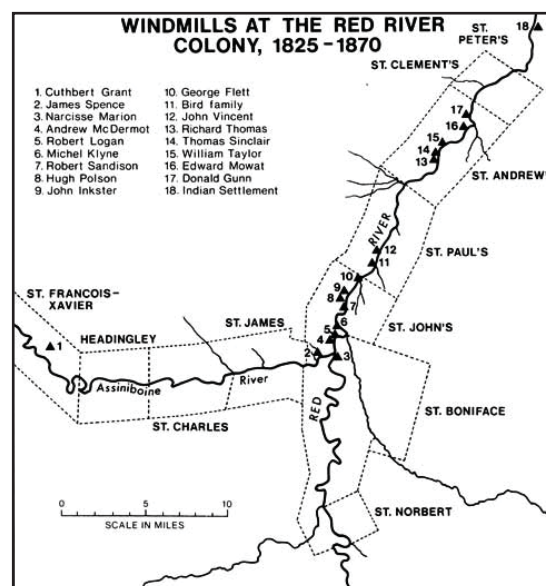 WINDMILLS AT THE RED RIVER
COLONY, 1825-1870
1. Cuthbert Grant
2. James Spence
3. Narcisse Marion
4. Andrew McDermot
5. Robert Logan
6. Michel Klyne
7. Robert Sandison
8. Hugh Polson
9. John Inkster
10. George Flett
11. Bird family
12. John Vincent
13. Richard Thomas
14. Thomas Sinclair
15. William Taylor
16. Edward Mowat
17. Donald Gunn
18. Indian Settlement
18
ST.
PETER'S
ST. CLEMENT'S
17
16
15
14
13
ST. ANDREW'
RIVER
12
11
ST. PAUL'S
10
9
8
7
ST. FRANCOIS-
XAVIER
ST. JAMES
6
ST. JOHN'S
HEADINGLEY
5
4
1
2
3
Assiniboine
River
RED
ST. BONIFACE
ST. CHARLES
ST. NORBERT
0
5
10
SCALE IN MILES